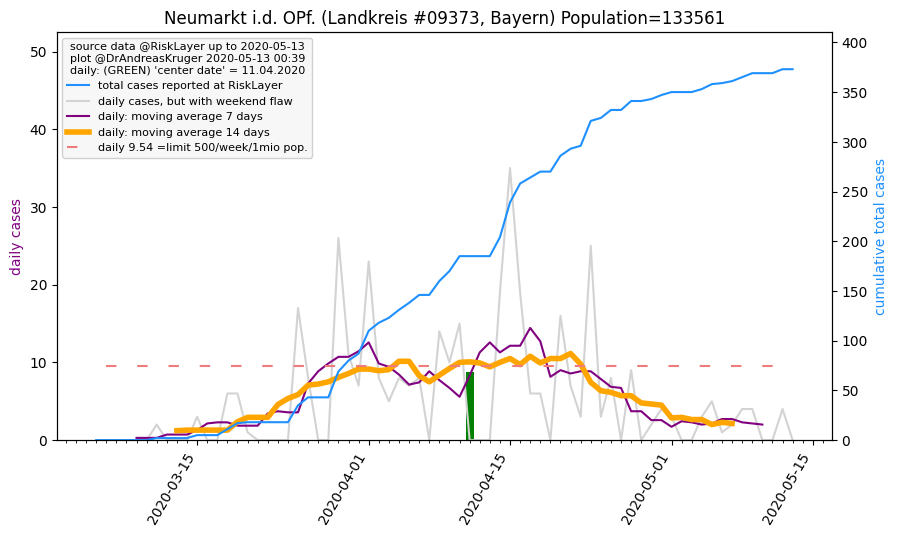 Neumarkt i.d. OPf. (Landkreis #09373, Bayern) Population=133561
source data @RiskLayer up to 2020-05-13
plot @DrAndreasKruger 2020-05-13 00:39
daily: (GREEN) 'center date' = 11.04.2020
total cases reported at RiskLayer
daily cases, but with weekend flaw
daily: moving average 7 days
daily: moving average 14 days
daily 9.54 =limit 500/week/1mio pop.
daily cases
50
40
30
20
10
0
cumulative total cases
400
350
300
250
200
150
100
50
0
2020-03-15
2020-04-01
2020-04-15
2020-05-01
2020-05-15